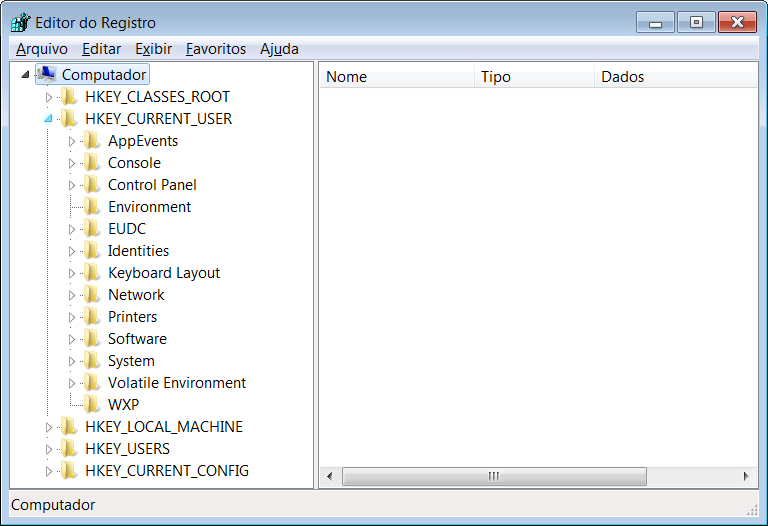 Editor do Registro
Arquivo Editar Exibir Favoritos Ajuda
Computador
HKEY_CLASSES_ROOT
HKEY_CURRENT_USER
AppEvents
Console
Control Panel
Environment
EUDC
Identities
Keyboard Layout
Network
Printers
Software
System
Volatile Environment
WXP
HKEY_LOCAL_MACHINE
HKEY_USERS
HKEY_CURRENT_CONFIG
Nome Tipo Dados
Computador